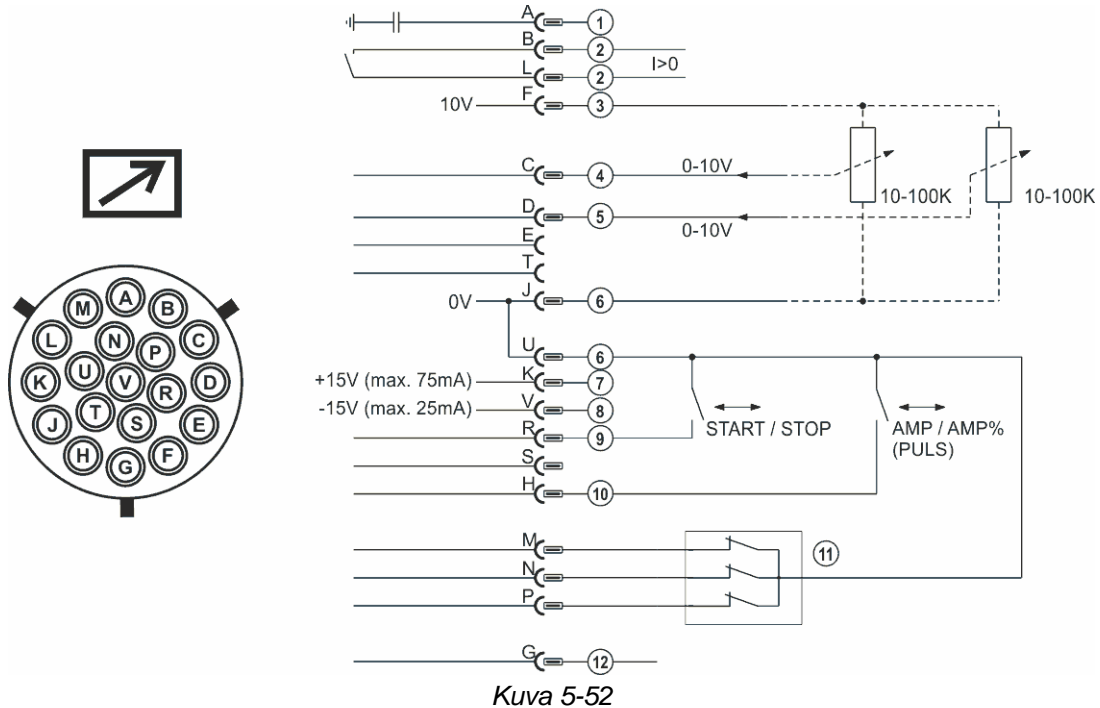 A
1
B
2
L
2
I>0
F
10V
3
C
4
0-10V
10-100K
10-100K
D
5
0-10V
E
T
J
0V
6
U
6
K
+15V (max. 75mA)
7
V
-15V (max. 25mA)
8
R
9
START / STOP
AMP / AMP%
(PULS)
S
H
10
M
11
N
P
G
12
A
M
B
L
N
C
P
U
K
V
D
R
T
J
S
E
H
F
G
Kuva 5-52